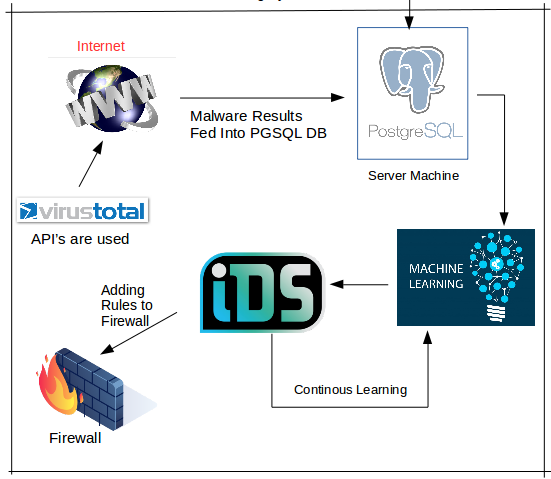 Internet
WWW
Malware Results
Fed Into PGSQL DB
PostgreSQL
Server Machine
virustotal
API's are used
MACHINE
LEARNING
iDS
Adding
Rules to
Firewall
Continous Learning
Firewall